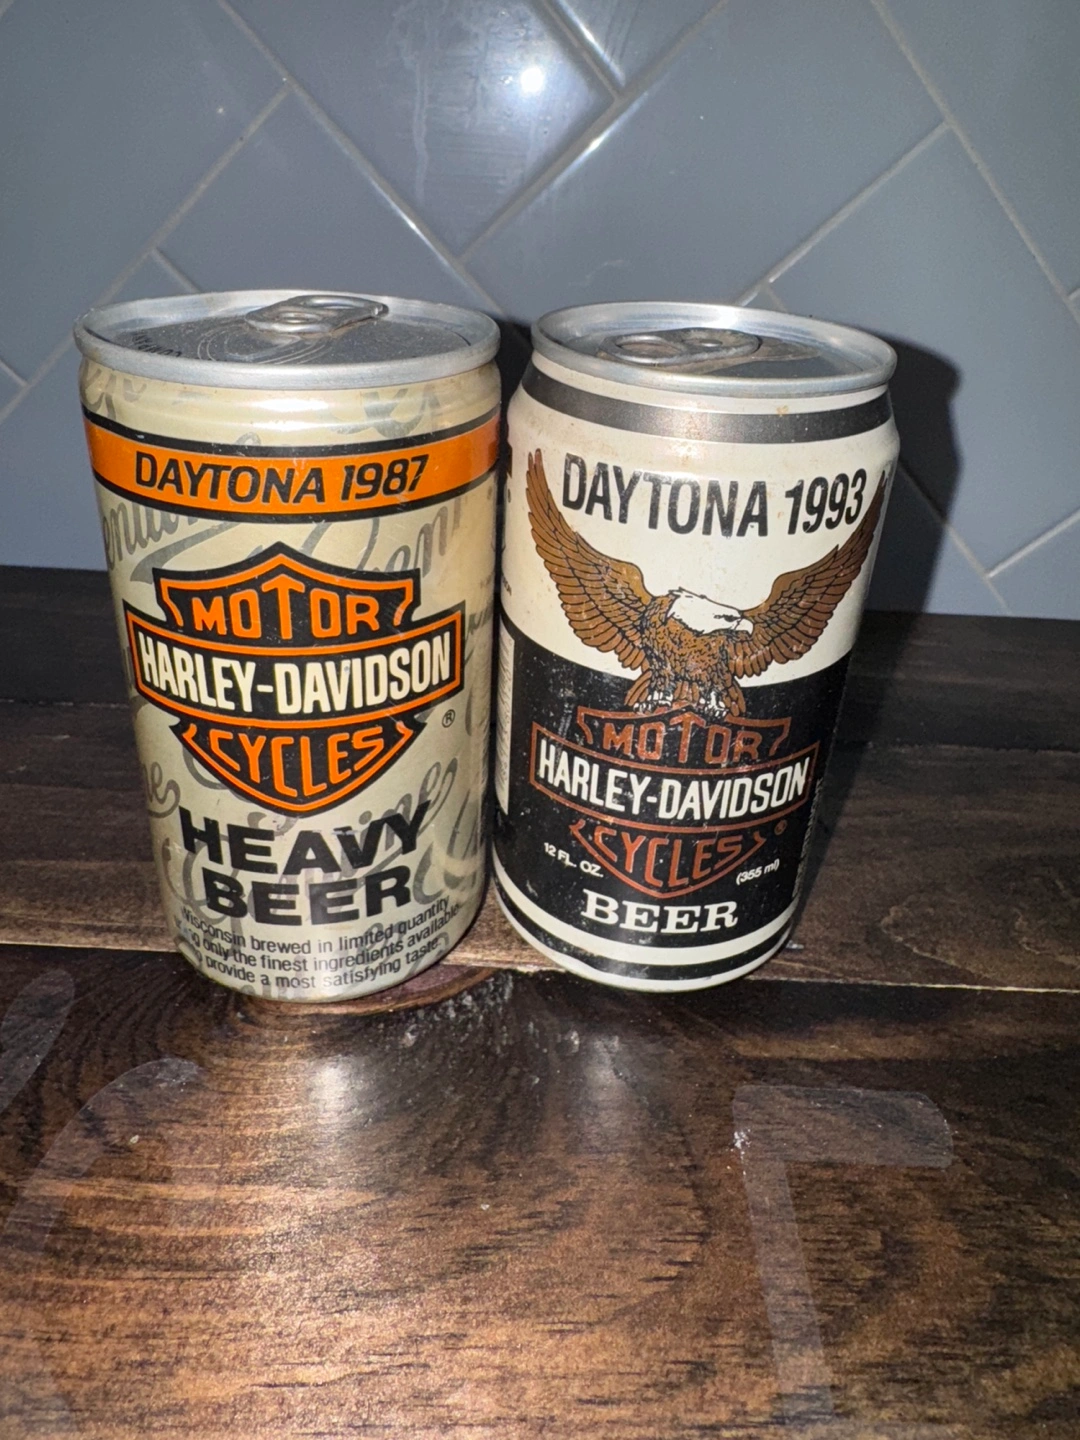 DAYTONA 1987
MOTOR
HARLEY-DAVIDSON
CYCLES
®
HEAVY
BEER
Wisconsin brewed in limited quantity
only the finest ingredients available
provide a most satisfying taste
DAYTONA 1993
MOTOR
HARLEY-DAVIDSON
CYCLES
®
12 FL. OZ. (355 ml)
BEER